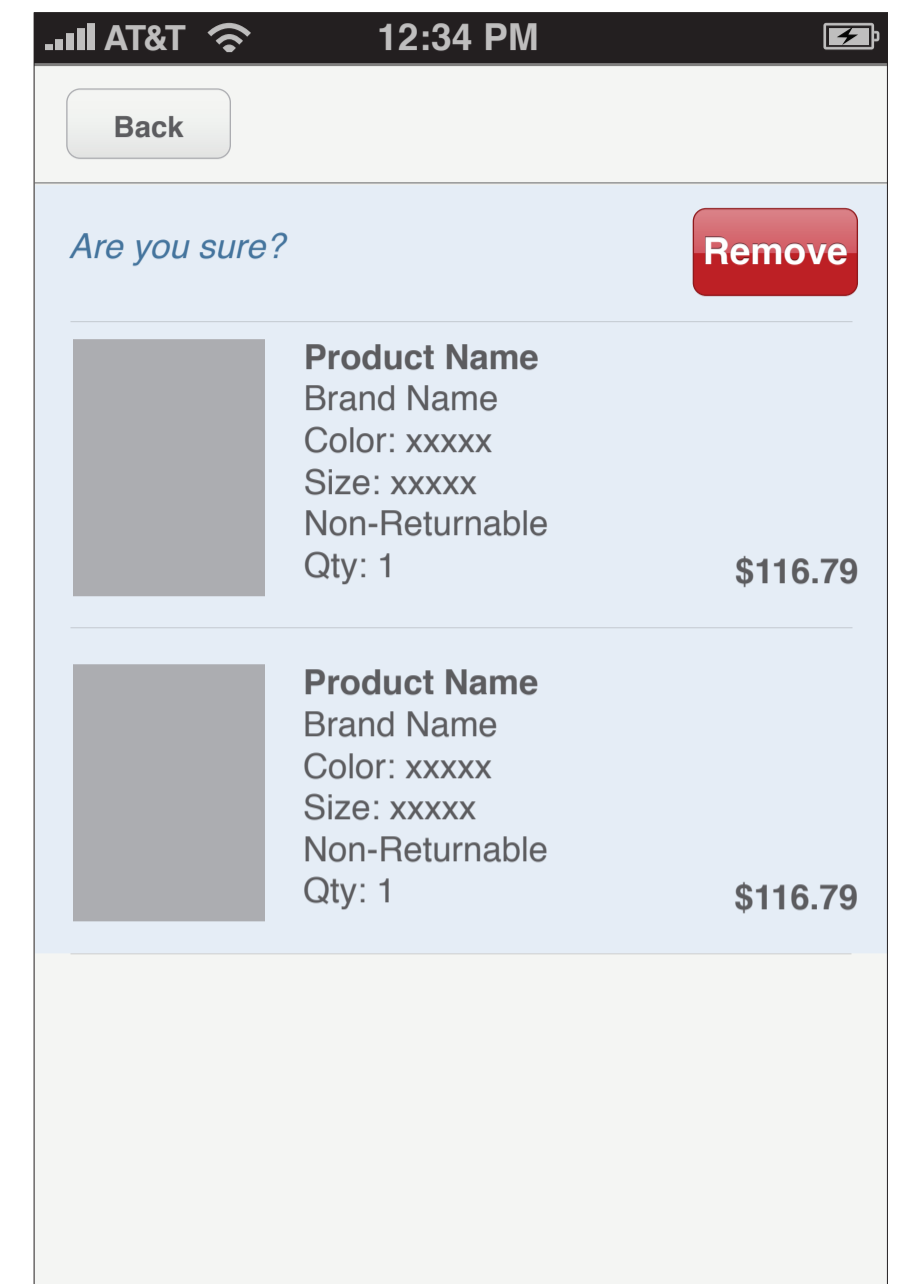 AT&T 12:34 PM
Back
Are you sure? Remove
Product Name
Brand Name
Color: xxxxx
Size: xxxxx
Non-Returnable
Qty: 1 $116.79
Product Name
Brand Name
Color: xxxxx
Size: xxxxx
Non-Returnable
Qty: 1 $116.79